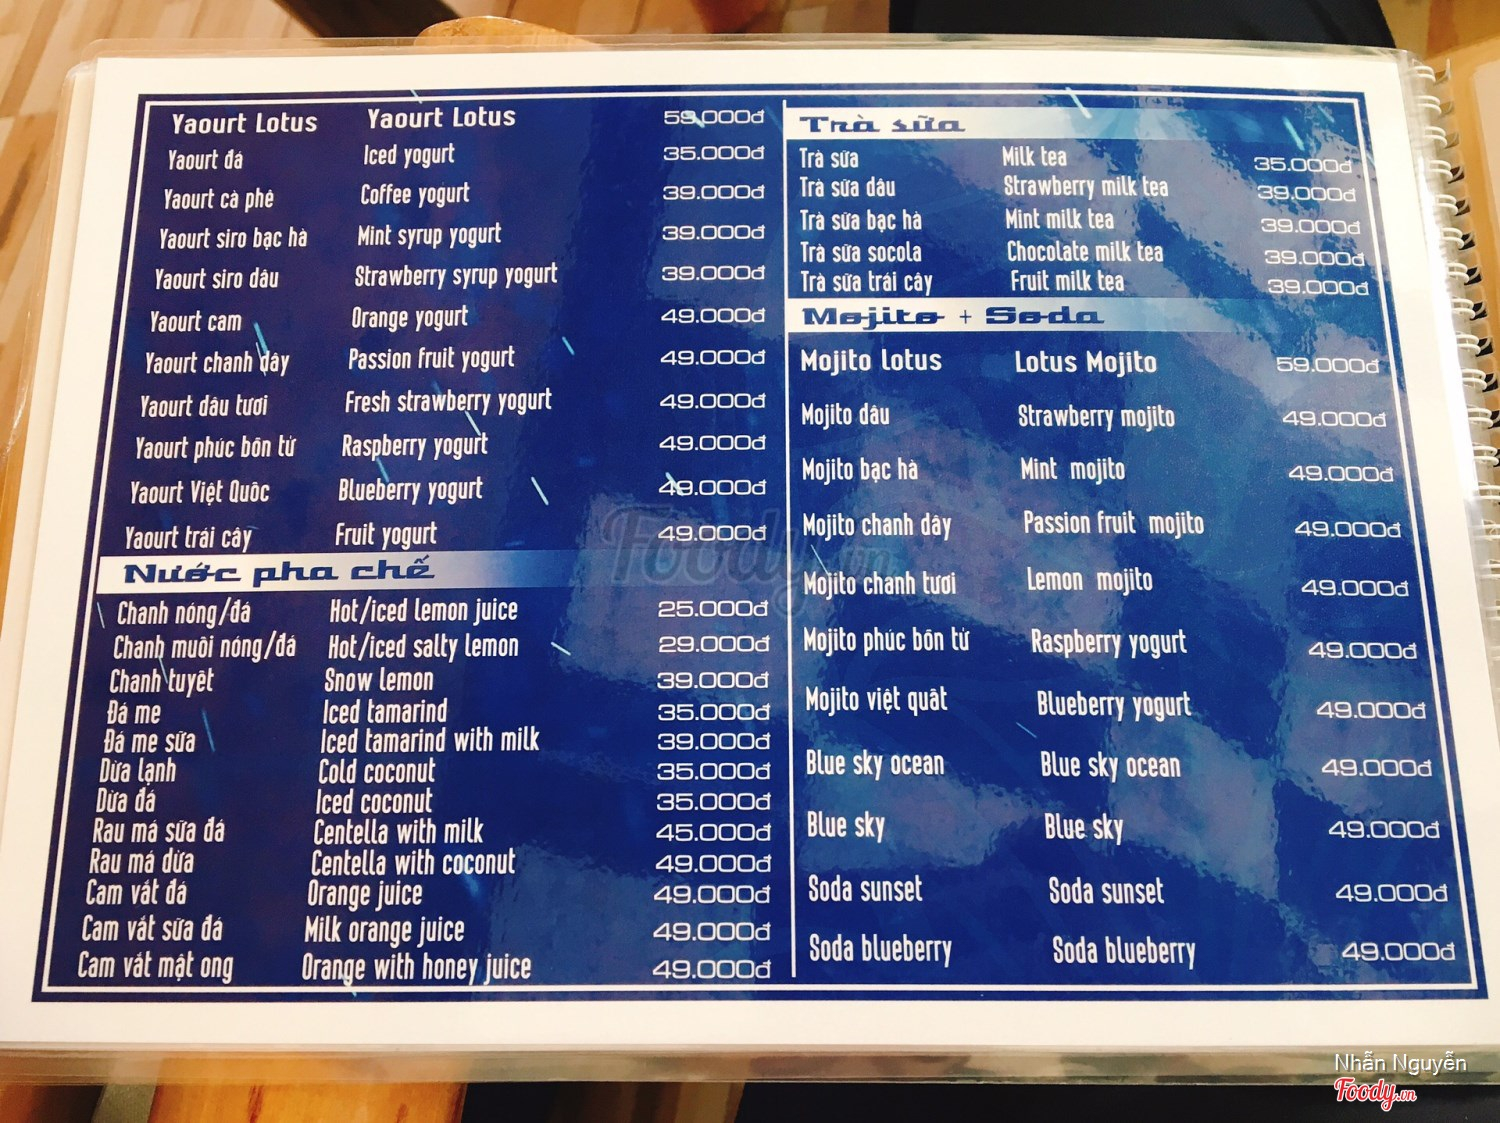 Yaourt Lotus Yaourt Lotus 59.000đ
Yaourt đá Iced yogurt 35.000đ
Yaourt cà phê Coffee yogurt 39.000đ
Yaourt siro bạc hà Mint syrup yogurt 39.000đ
Yaourt siro dâu Strawberry syrup yogurt 39.000đ
Yaourt cam Orange yogurt 49.000đ
Yaourt chanh dây Passion fruit yogurt 49.000đ
Yaourt dâu tươi Fresh strawberry yogurt 49.000đ
Yaourt phúc bồn tử Raspberry yogurt 49.000đ
Yaourt Việt Quốc Blueberry yogurt 49.000đ
Yaourt trái cây Fruit yogurt 49.000đ
Nước pha chế
Chanh nóng/đá Hot/iced lemon juice 25.000đ
Chanh muối nóng/đá Hot/iced salty lemon 29.000đ
Chanh tuyết Snow lemon 39.000đ
Đá me Iced tamarind 35.000đ
Đá me sữa Iced tamarind with milk 39.000đ
Dừa lạnh Cold coconut 35.000đ
Dừa đá Iced coconut 35.000đ
Rau má sữa đá Centella with milk 45.000đ
Rau má dừa Centella with coconut 49.000đ
Cam vắt đá Orange juice 49.000đ
Cam vắt sữa đá Milk orange juice 49.000đ
Cam vắt mật ong Orange with honey juice 49.000đ
Trà sữa
Trà sữa Milk tea 35.000đ
Trà sữa dâu Strawberry milk tea 39.000đ
Trà sữa bạc hà Mint milk tea 39.000đ
Trà sữa socola Chocolate milk tea 39.000đ
Trà sữa trái cây Fruit milk tea 39.000đ
Mojito + Soda
Mojito Lotus Lotus Mojito 59.000đ
Mojito dâu Strawberry mojito 49.000đ
Mojito bạc hà Mint mojito 49.000đ
Mojito chanh dây Passion fruit mojito 49.000đ
Mojito chanh tươi Lemon mojito 49.000đ
Mojito phúc bồn tử Raspberry yogurt 49.000đ
Mojito việt quất Blueberry yogurt 49.000đ
Blue sky ocean Blue sky ocean 49.000đ
Blue sky Blue sky 49.000đ
Soda sunset Soda sunset 49.000đ
Soda blueberry Soda blueberry 49.000đ
Foody.vn
Nhẫn Nguyễn
Foody.vn